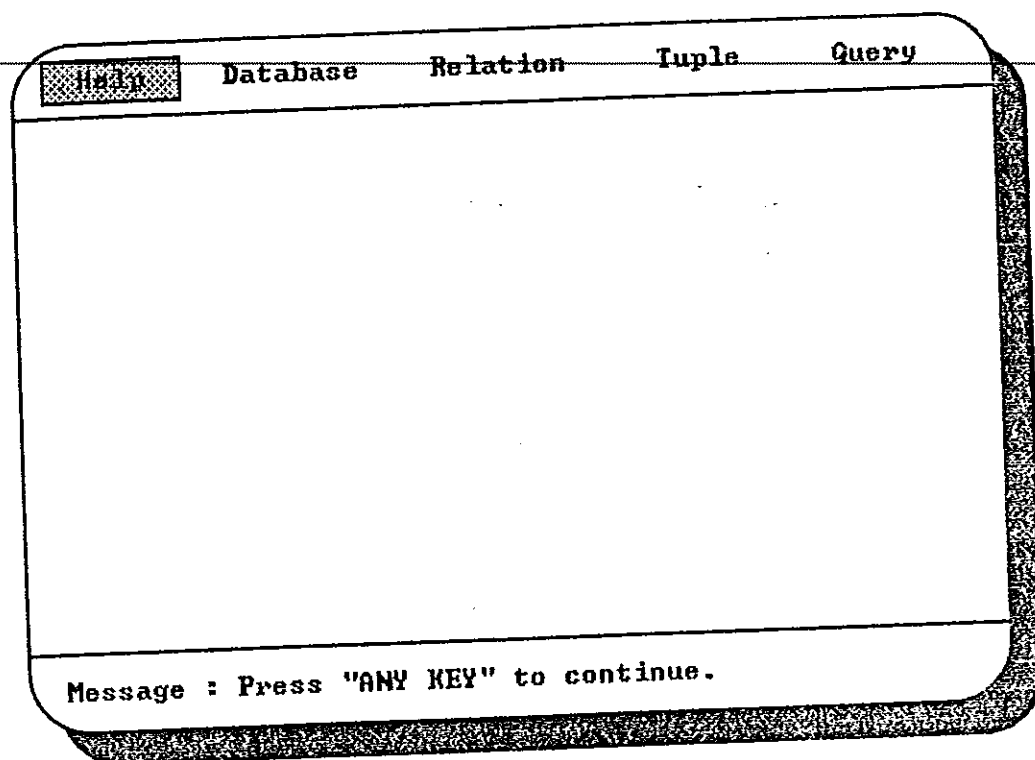 Help Database Relation Tuple Query
Message : Press "ANY KEY" to continue.